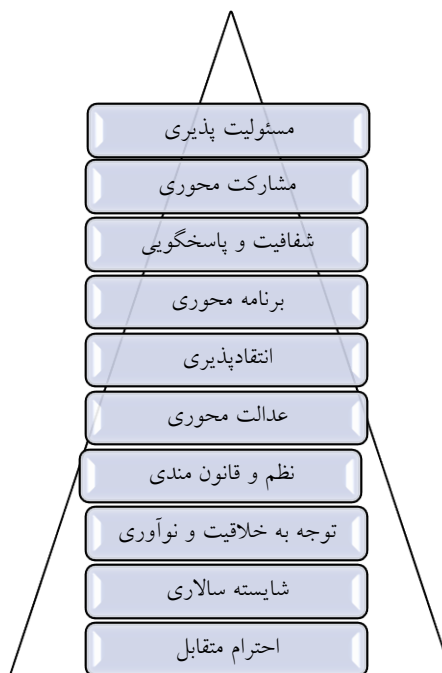 مسئولیت پذیری
مشارکت محوری
شفافیت و پاسخگویی
برنامه محوری
انتقادپذیری
عدالت محوری
نظم و قانون مندی
توجه به خلاقیت و نوآوری
شایسته سالاری
احترام متقابل